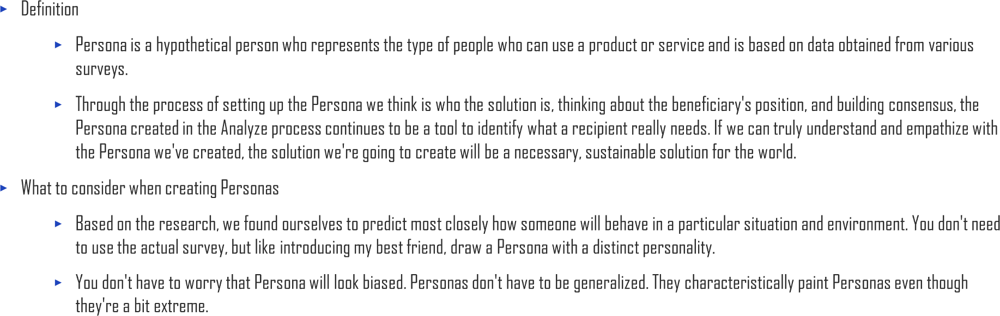 Definition
Persona is a hypothetical person who represents the type of people who can use a product or service and is based on data obtained from various
surveys.
Through the process of setting up the Persona we think is who the solution is, thinking about the beneficiary's position, and building consensus, the
Persona created in the Analyze process continues to be a tool to identify what a recipient really needs. If we can truly understand and empathize with
the Persona we've created, the solution we're going to create will be a necessary, sustainable solution for the world.
What to consider when creating Personas
Based on the research, we found ourselves to predict most closely how someone will behave in a particular situation and environment. You don't need
to use the actual survey, but like introducing my best friend, draw a Persona with a distinct personality.
You don't have to worry that Persona will look biased. Personas don't have to be generalized. They characteristically paint Personas even though
they're a bit extreme.